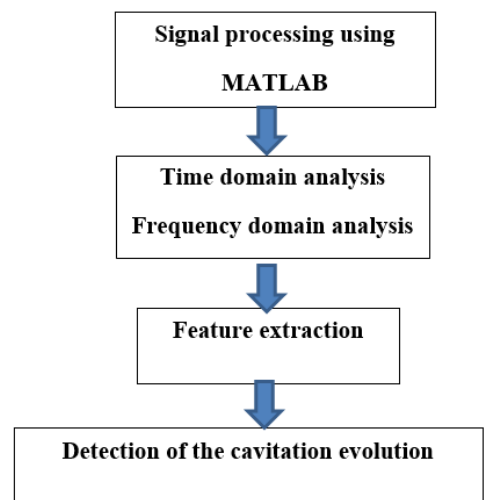 Signal processing using
MATLAB
Time domain analysis
Frequency domain analysis
Feature extraction
Detection of the cavitation evolution